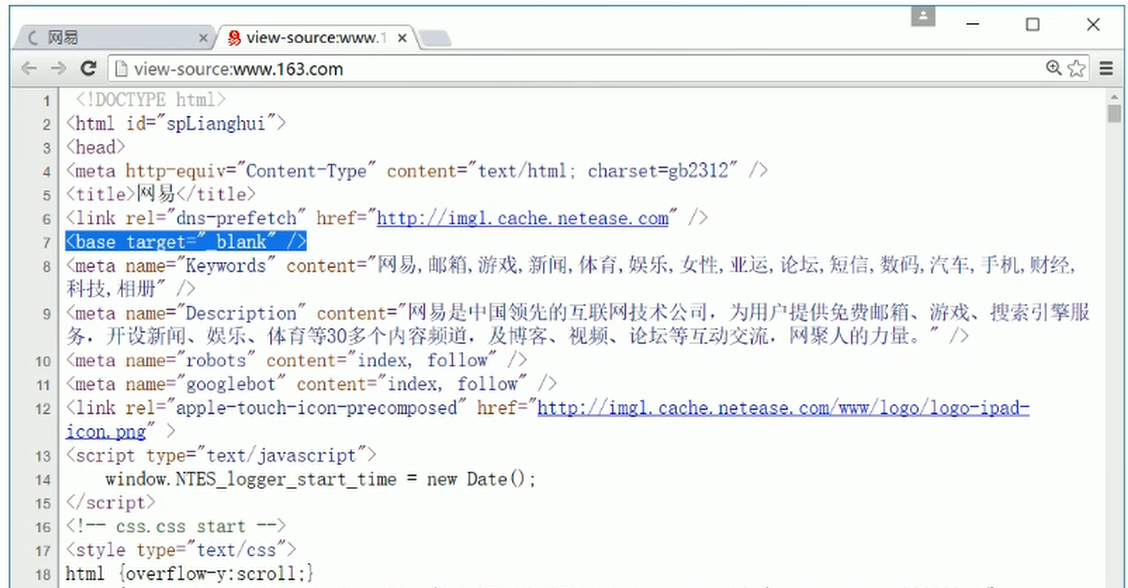 网易
view-source:www.1
view-source:www.163.com
1 <!DOCTYPE html>
2 <html id="spLianghui">
3 <head>
4 <meta http-equiv="Content-Type" content="text/html; charset=gb2312" />
5 <title>网易</title>
6 <link rel="dns-prefetch" href="http://img1.cache.netease.com" />
7 <base target="_blank" />
8 <meta name="Keywords" content="网易,邮箱,游戏,新闻,体育,娱乐,女性,亚运,论坛,短信,数码,汽车,手机,财经,
科技,相册" />
9 <meta name="Description" content="网易是中国领先的互联网技术公司，为用户提供免费邮箱、游戏、搜索引擎服
务，开设新闻、娱乐、体育等30多个内容频道，及博客、视频、论坛等互动交流，网聚人的力量。" />
10 <meta name="robots" content="index, follow" />
11 <meta name="googlebot" content="index, follow" />
12 <link rel="apple-touch-icon-precomposed" href="http://img1.cache.netease.com/www/logo/logo-ipad-
icon.png" >
13 <script type="text/javascript">
14 window.NTES_logger_start_time = new Date();
15 </script>
16 <!-- css.css start -->
17 <style type="text/css">
18 html {overflow-y:scroll;}